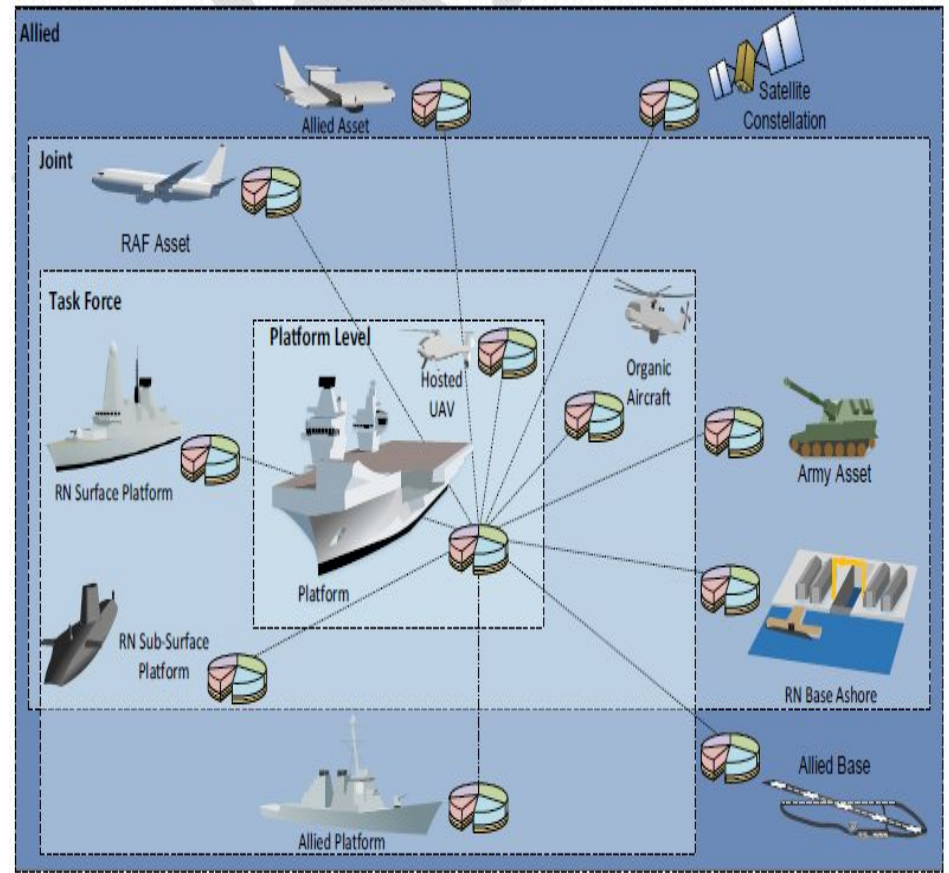 Allied
Allied Asset
Satellite
Constellation
Joint
RAF Asset
Task Force
Platform Level
Hosted
UAV
Organic
Aircraft
RN Surface Platform
Army Asset
Platform
RN Sub-Surface
Platform
RN Base Ashore
Allied Base
Allied Platform